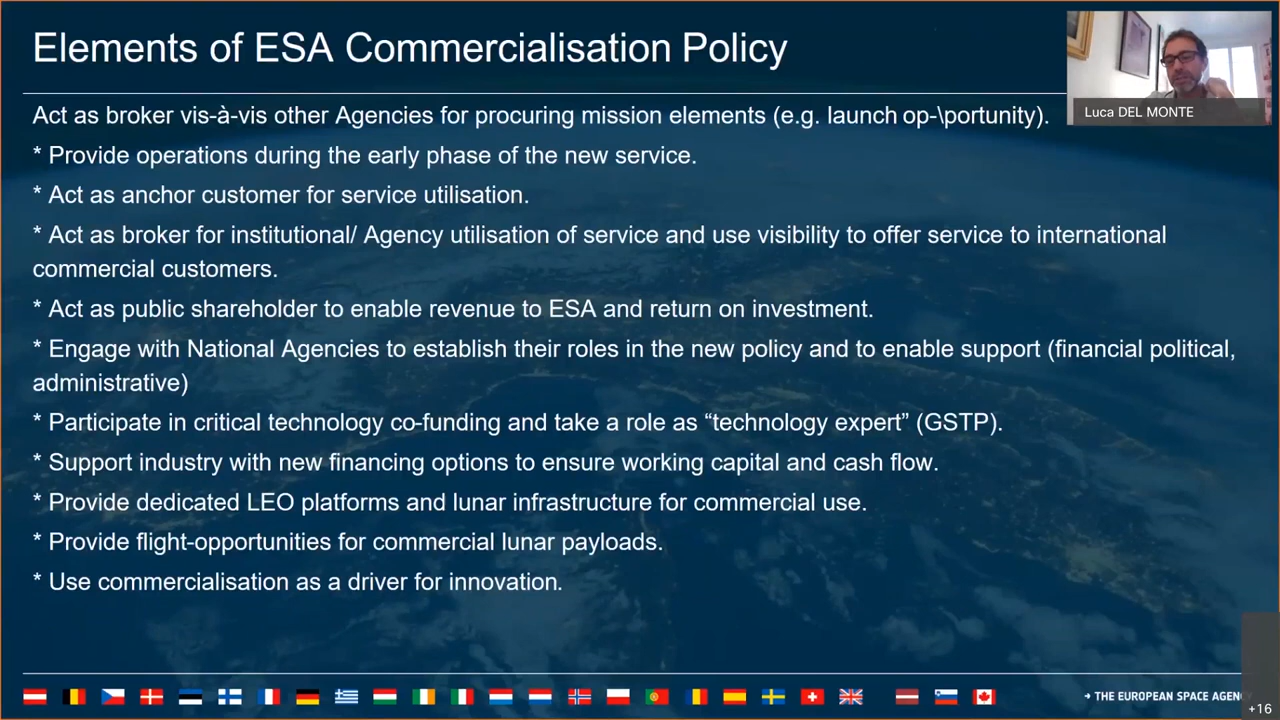 Elements of ESA Commercialisation Policy
Luca DEL MONTE
Act as broker vis-à-vis other Agencies for procuring mission elements (e.g. launch op-\portunity).
* Provide operations during the early phase of the new service.
* Act as anchor customer for service utilisation.
* Act as broker for institutional/ Agency utilisation of service and use visibility to offer service to international
commercial customers.
* Act as public shareholder to enable revenue to ESA and return on investment.
* Engage with National Agencies to establish their roles in the new policy and to enable support (financial political,
administrative)
* Participate in critical technology co-funding and take a role as “technology expert” (GSTP).
* Support industry with new financing options to ensure working capital and cash flow.
* Provide dedicated LEO platforms and lunar infrastructure for commercial use.
* Provide flight-opportunities for commercial lunar payloads.
* Use commercialisation as a driver for innovation.
→ THE EUROPEAN SPACE AGENC
+16